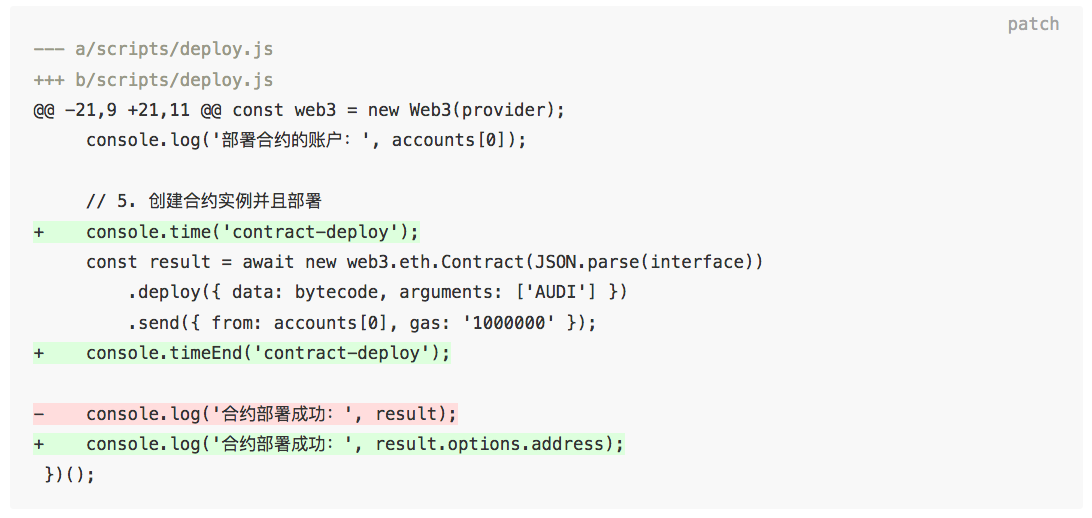 patch
--- a/scripts/deploy.js
+++ b/scripts/deploy.js
@@ -21,9 +21,11 @@ const web3 = new Web3(provider);
     console.log('部署合约的账户：', accounts[0]);
     // 5. 创建合约实例并且部署
+    console.time('contract-deploy');
     const result = await new web3.eth.Contract(JSON.parse(interface))
         .deploy({ data: bytecode, arguments: ['AUDI'] })
         .send({ from: accounts[0], gas: '1000000' });
+    console.timeEnd('contract-deploy');
-    console.log('合约部署成功：', result);
+    console.log('合约部署成功：', result.options.address);
 })();